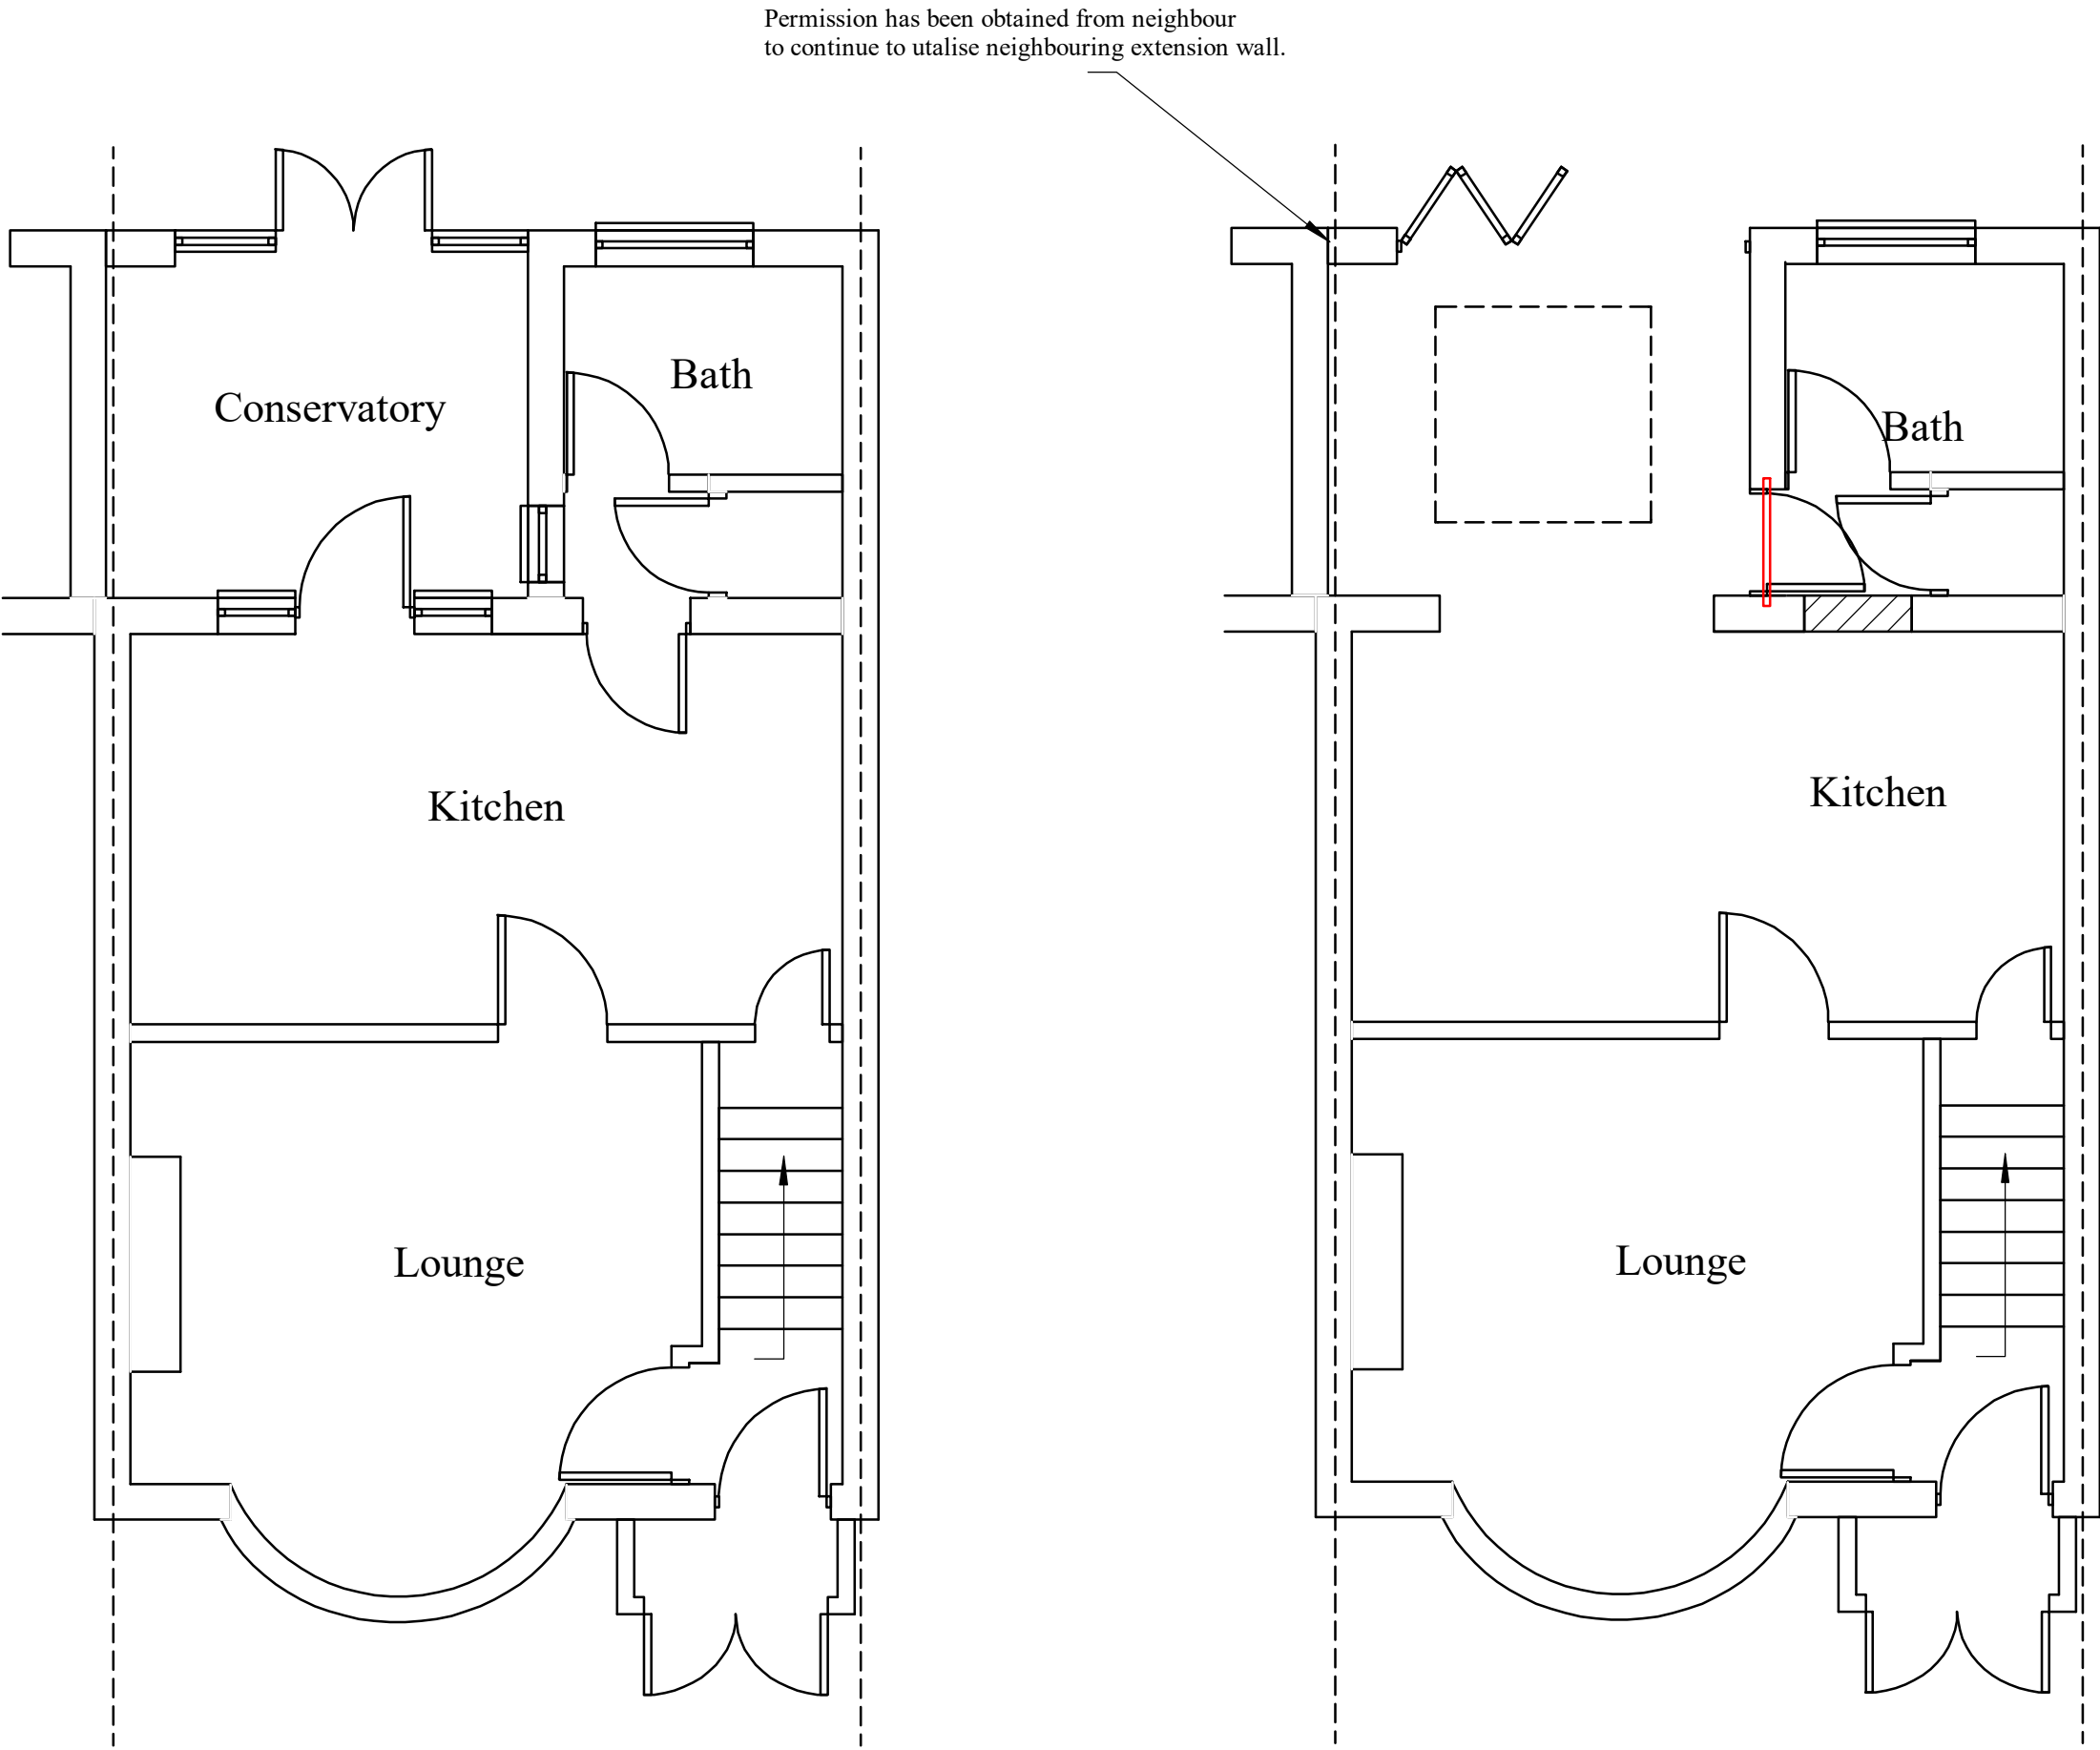 Permission has been obtained from neighbour
to continue to utalise neighbouring extension wall.
Conservatory
Bath
Kitchen
Lounge
Bath
Kitchen
Lounge